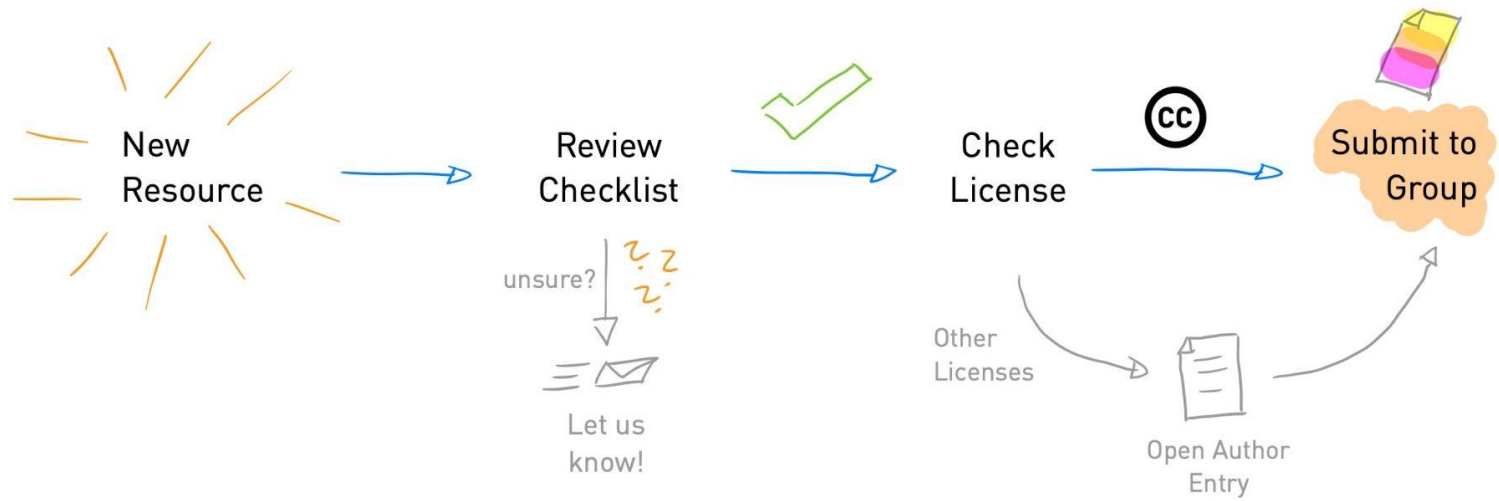 New
Resource
Review
Checklist
Check
License
cc
Submit to
Group
unsure?
? ? ?
Let us
know!
Other
Licenses
Open Author
Entry